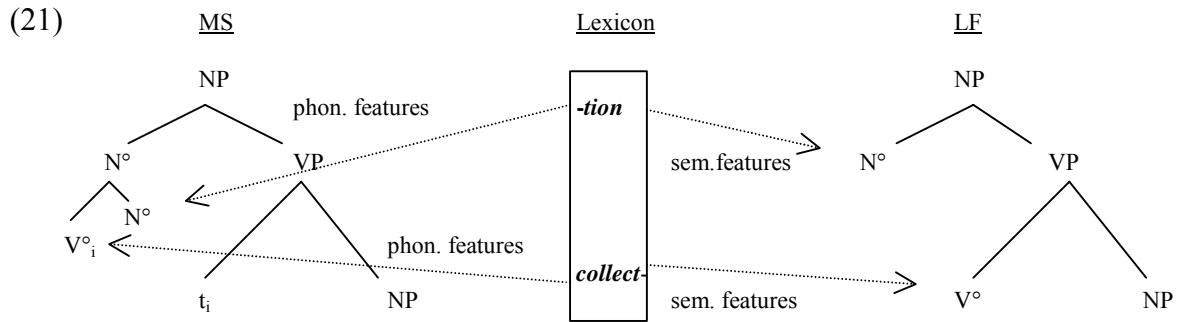 (21) MS Lexicon LF
NP NP
phon. features -tion
N° VP sem.features N° VP
N°
V°i phon. features
collect-
ti NP sem. features V° NP